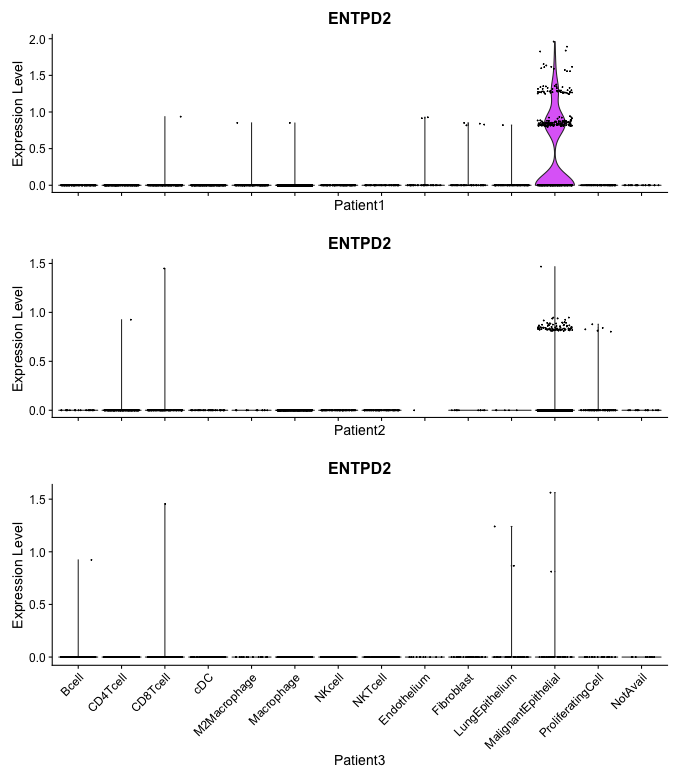 ENTPD2
Expression Level
2.0
1.5
1.0
0.5
0.0
Patient1
ENTPD2
Expression Level
1.5
1.0
0.5
0.0
Patient2
ENTPD2
Expression Level
1.5
1.0
0.5
0.0
Bcell
CD4Tcell
CD8Tcell
cDC
M2Macrophage
Macrophage
NKcell
NKTcell
Endothelium
Fibroblast
LungEpithelium
MalignantEpithelial
ProliferatingCell
NotAvail
Patient3